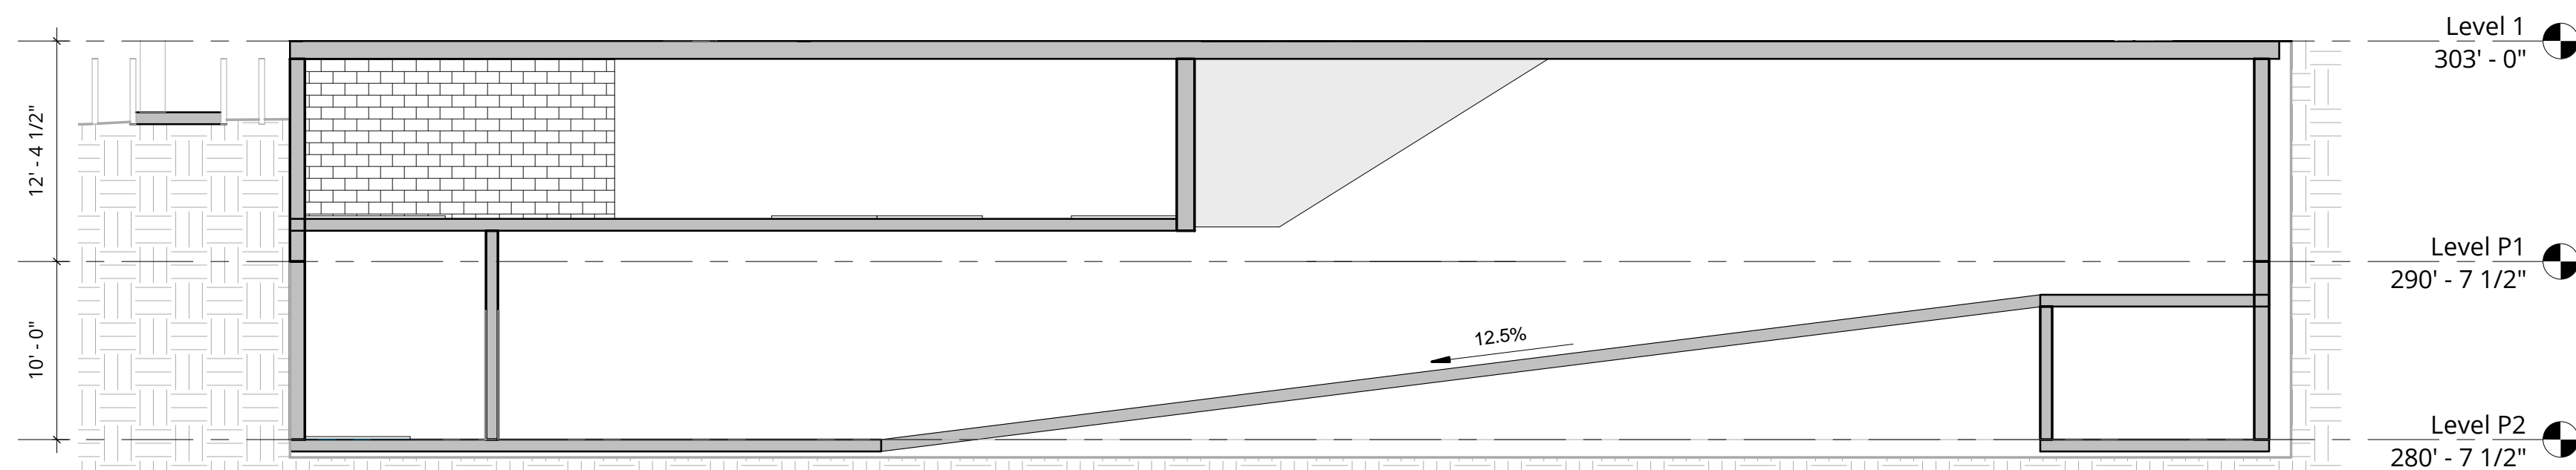 Level 1
303' - 0"
12' - 4 1/2"
Level P1
290' - 7 1/2"
12.5%
10' - 0"
Level P2
280' - 7 1/2"